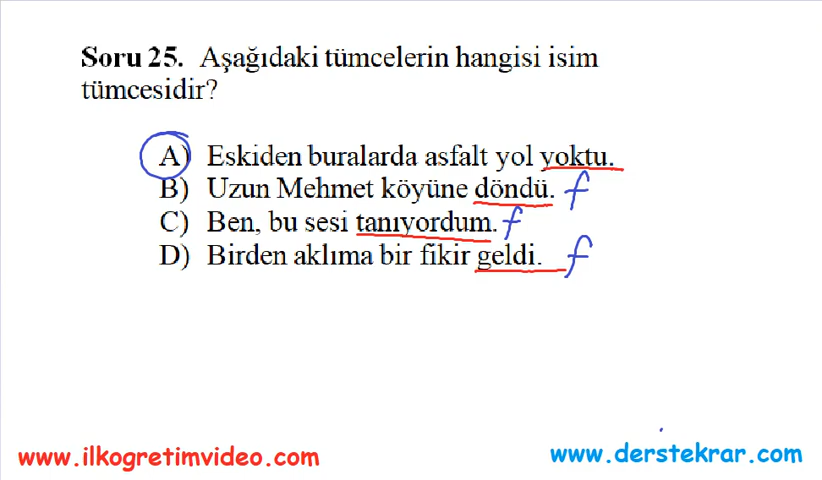 Soru 25. Aşağıdaki tümcelerin hangisi isim
tümcesidir?
A) Eskiden buralarda asfalt yol yoktu.
B) Uzun Mehmet köyüne döndü. f
C) Ben, bu sesi tanıyordum. f
D) Birden aklıma bir fikir geldi. f
www.ilkogretimvideo.com
www.derstekrar.com